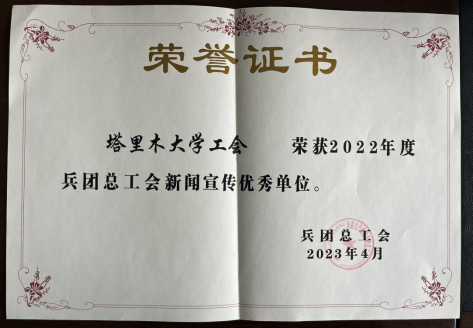 荣誉证书
塔里木大学工会 荣获2022年度
兵团总工会新闻宣传优秀单位。
兵团总工会
2023年4月